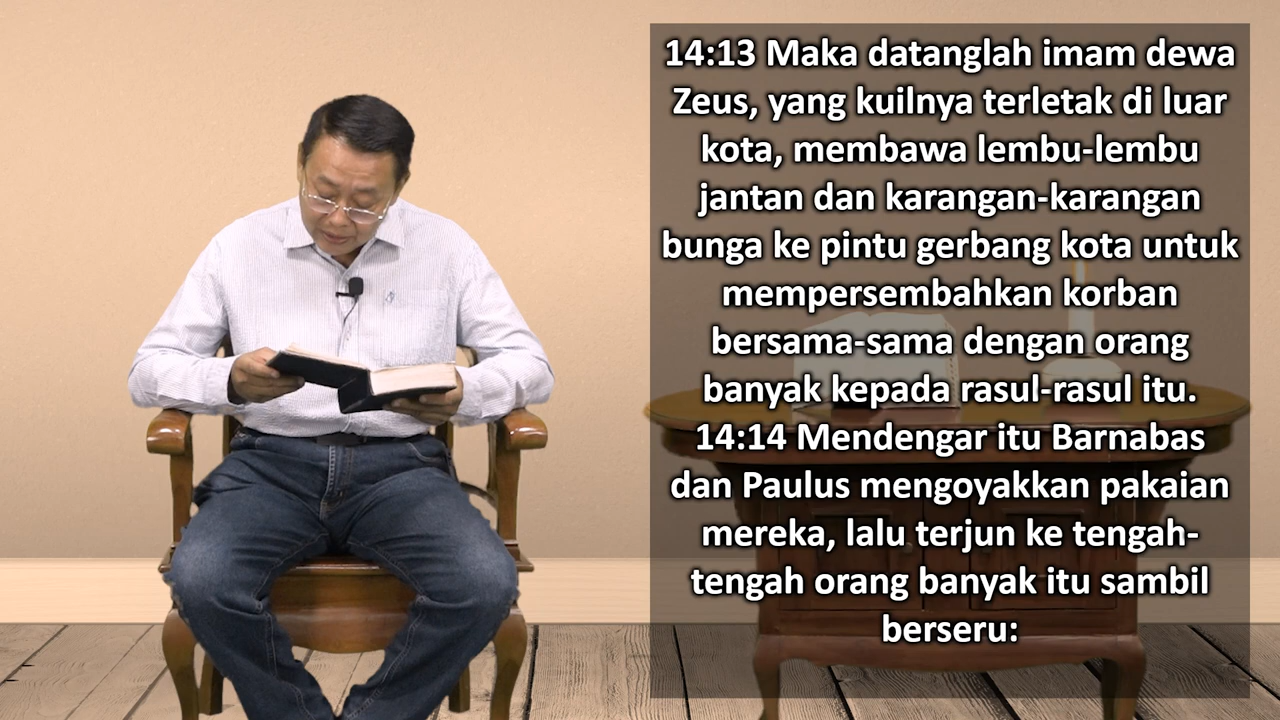 14:13 Maka datanglah imam dewa
Zeus, yang kuilnya terletak di luar
kota, membawa lembu-lembu
jantan dan karangan-karangan
bunga ke pintu gerbang kota untuk
mempersembahkan korban
bersama-sama dengan orang
banyak kepada rasul-rasul itu.
14:14 Mendengar itu Barnabas
dan Paulus mengoyakkan pakaian
mereka, lalu terjun ke tengah-
tengah orang banyak itu sambil
berseru: